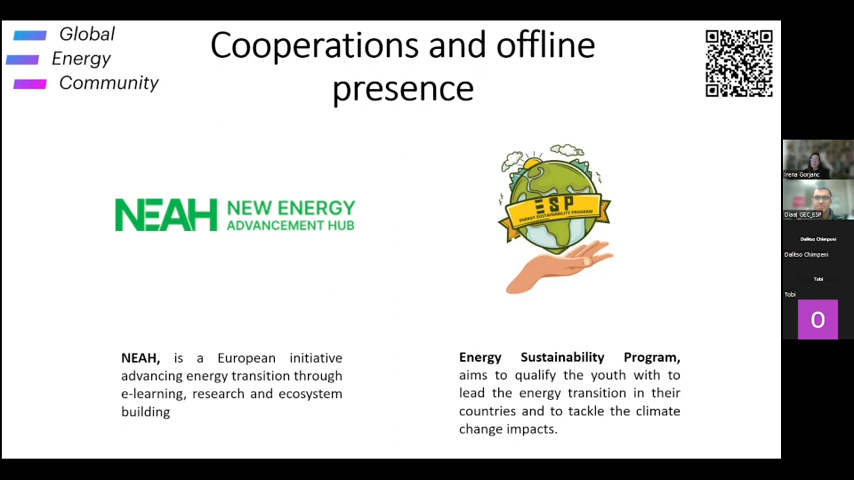 Global
Energy
Community
Cooperations and offline
presence
NEAH NEW ENERGY
ADVANCEMENT HUB
ESP
ENERGY SUSTAINABILITY PROGRAM
NEAH, is a European initiative
advancing energy transition through
e-learning, research and ecosystem
building
Energy Sustainability Program,
aims to qualify the youth with to
lead the energy transition in their
countries and to tackle the climate
change impacts.
Irena Gorjanc
Diaa| GEC_ESP
Dalitso Chimpeni
Dalitso Chimpeni
Tobi
Tobi
O